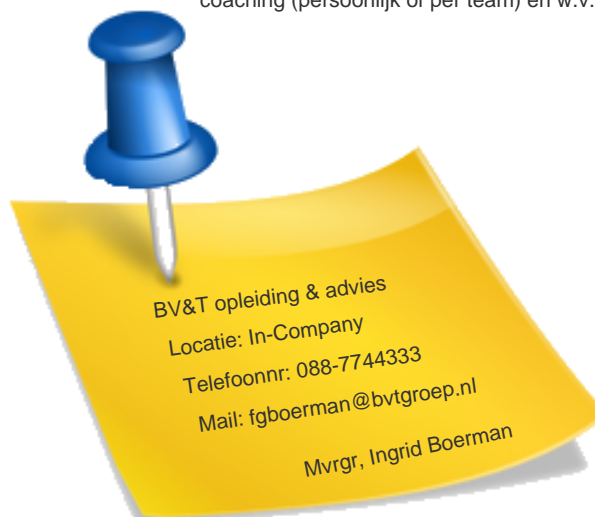 coaching (persoonlijk of per team) en w.v.
BV&T opleiding & advies
Locatie: In-Company
Telefoonnr: 088-7744333
Mail: fgboerman@bvtgroep.nl
Mvrgr, Ingrid Boerman